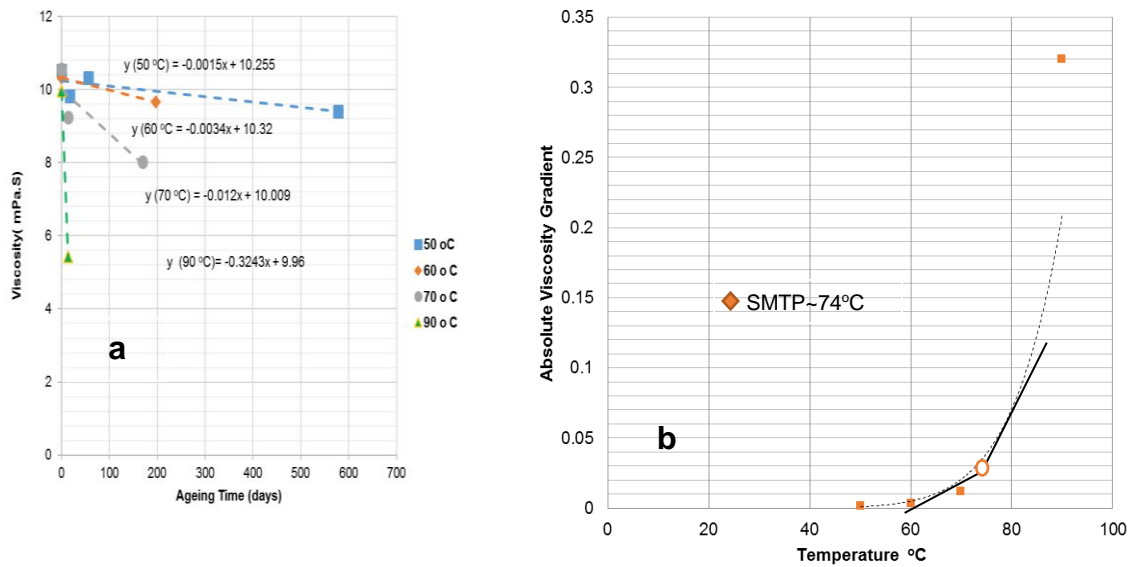 12
10
8
6
4
2
0
0 100 200 300 400 500 600 700
Viscosity( mPa.S)
Ageing Time (days)
y (50 ºC) = -0.0015x + 10.255
y (60 ºC = -0.0034x + 10.32
y (70 ºC) = -0.012x + 10.009
y (90 ºC)= -0.3243x + 9.96
50 oC
60 o C
70 o C
90 o C
a
0.35
0.3
0.25
0.2
0.15
0.1
0.05
0
0 20 40 60 80 100
Absolute Viscosity Gradient
Temperature ºC
SMTP~74ºC
b